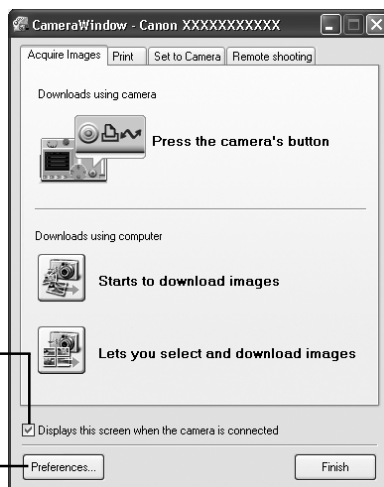 CameraWindow - Canon XXXXXXXXXXX
Acquire Images Print Set to Camera Remote shooting
Downloads using camera
Press the camera's button
Downloads using computer
Starts to download images
Lets you select and download images
Displays this screen when the camera is connected
Preferences... Finish